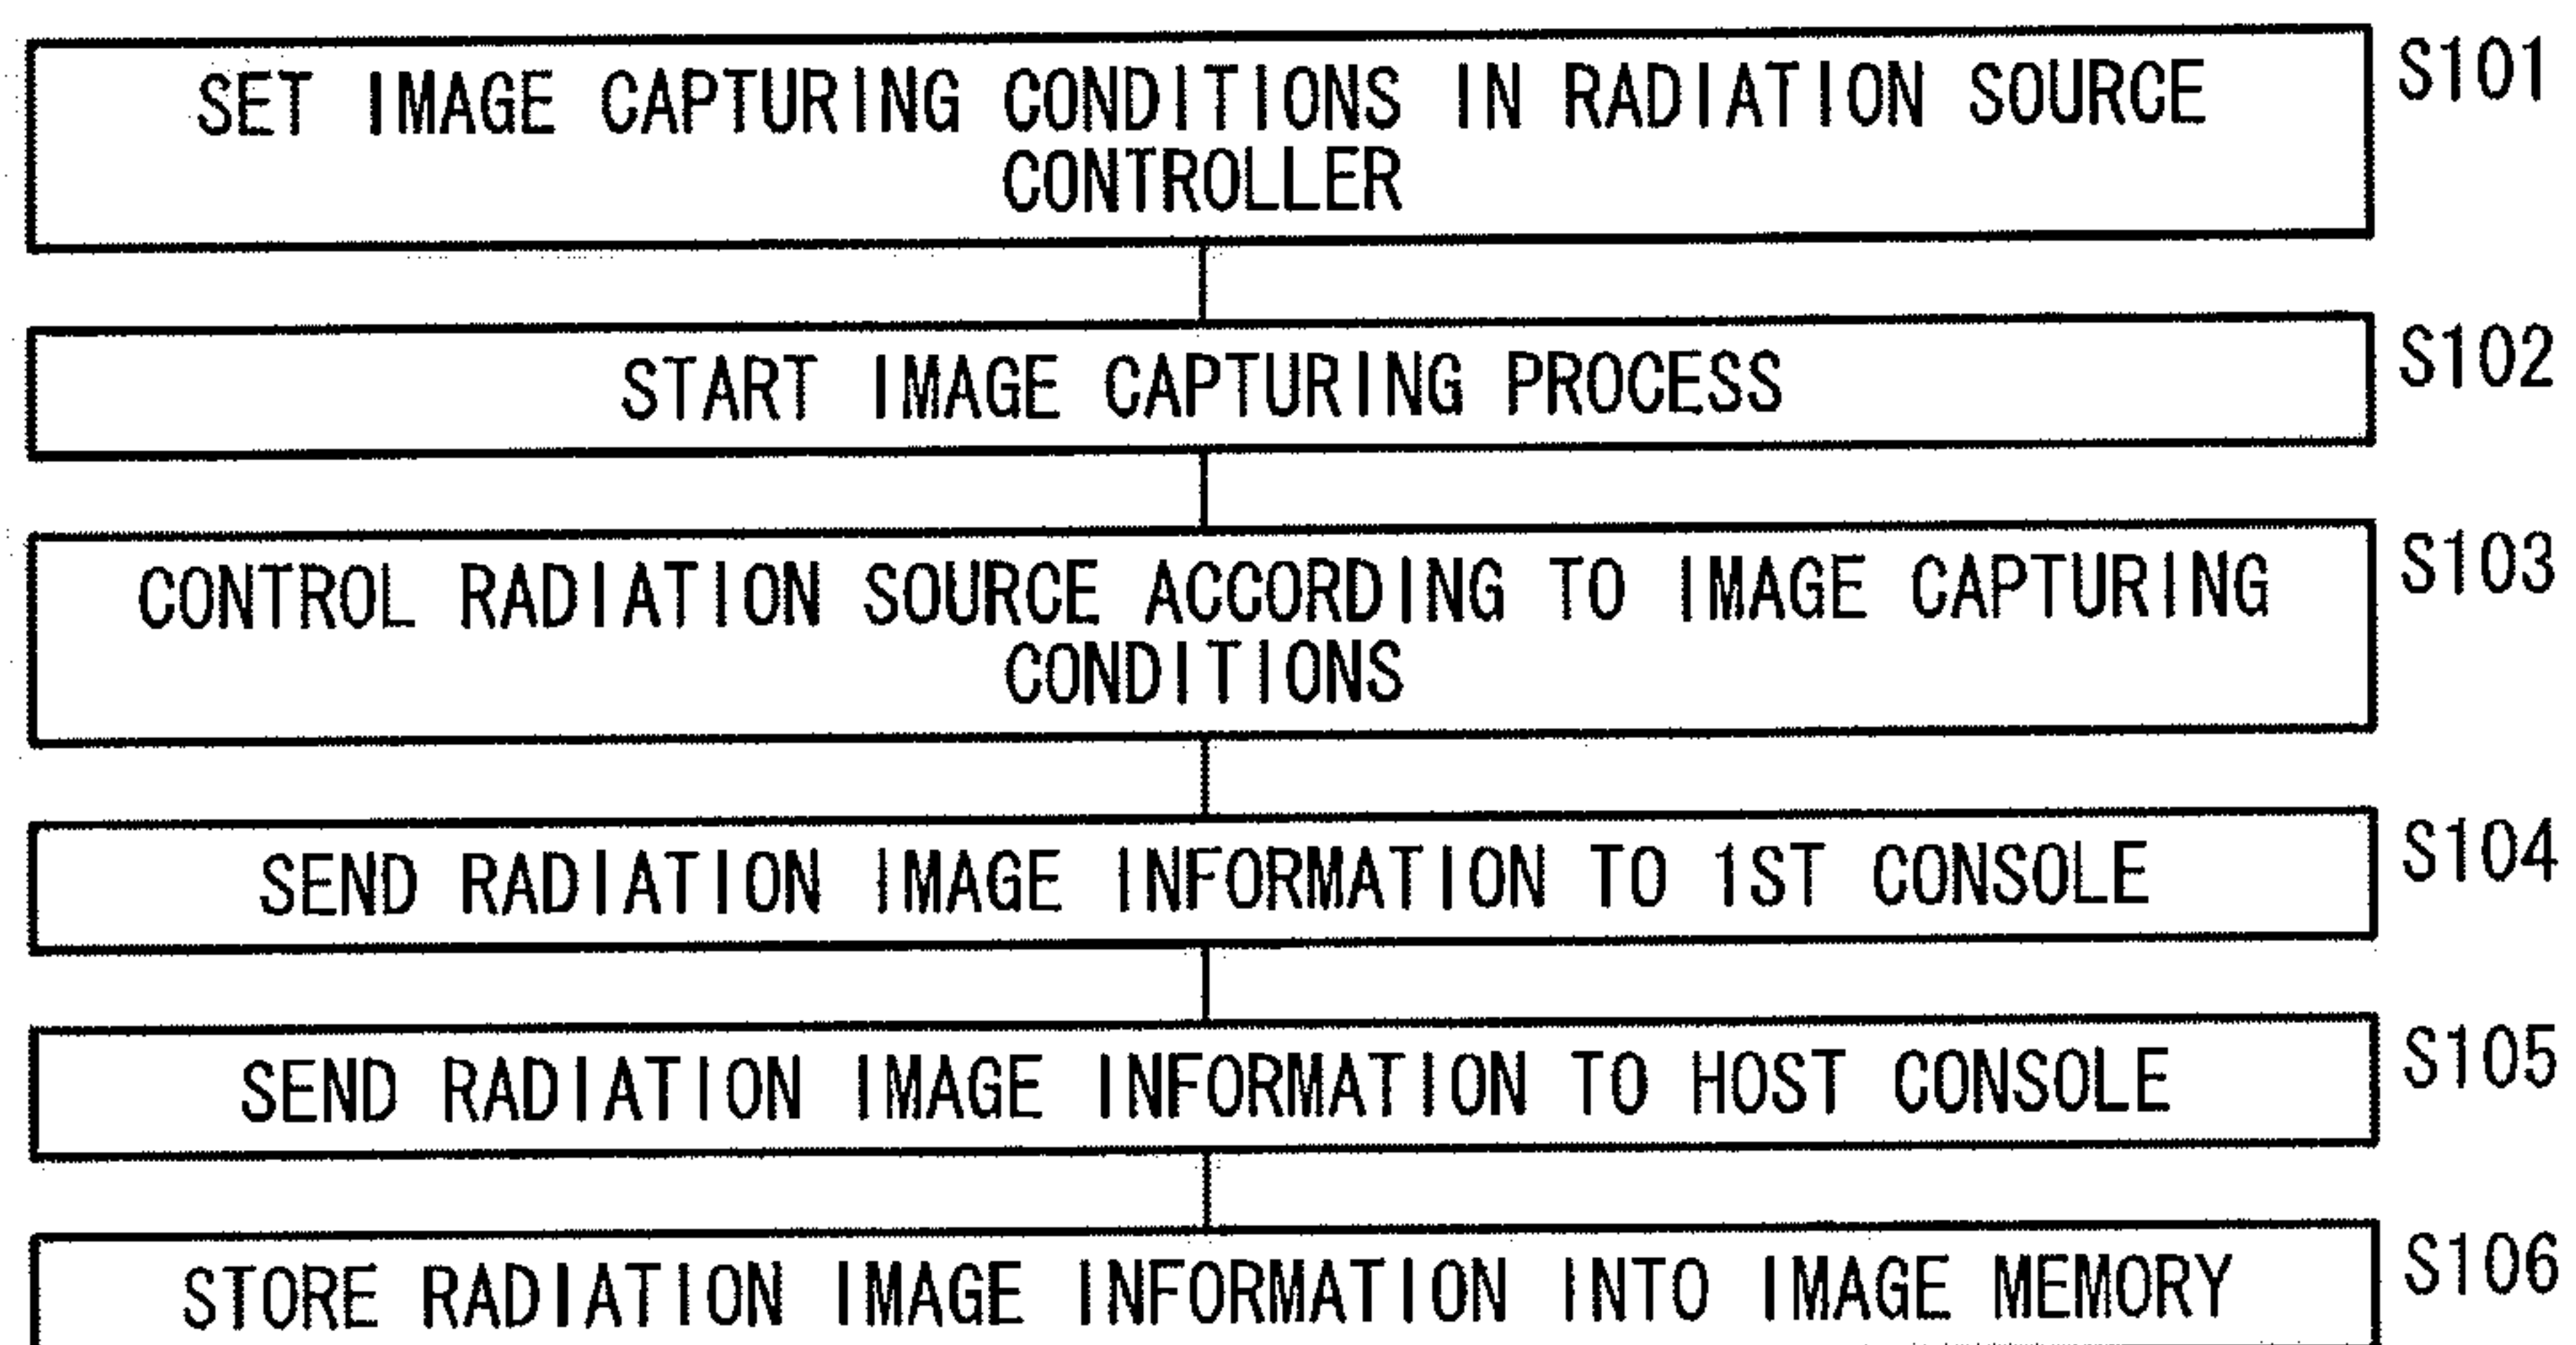 SET IMAGE CAPTURING CONDITIONS IN RADIATION SOURCE
CONTROLLER
S101
START IMAGE CAPTURING PROCESS
S102
CONTROL RADIATION SOURCE ACCORDING TO IMAGE CAPTURING
CONDITIONS
S103
SEND RADIATION IMAGE INFORMATION TO 1ST CONSOLE
S104
SEND RADIATION IMAGE INFORMATION TO HOST CONSOLE
S105
STORE RADIATION IMAGE INFORMATION INTO IMAGE MEMORY
S106